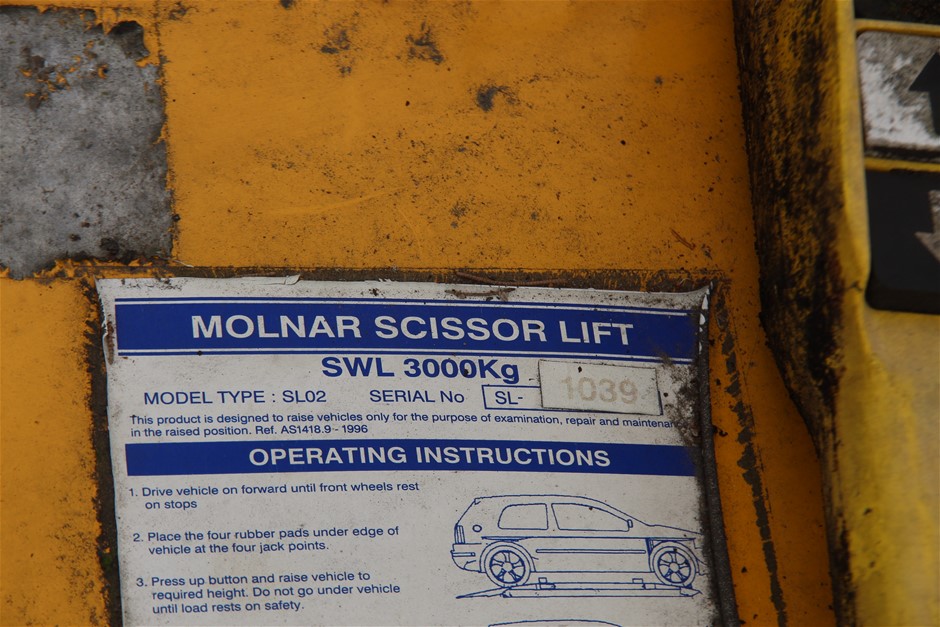 MOLNAR SCISSOR LIFT
SWL 3000Kg
MODEL TYPE : SL02 SERIAL No SL- 1039
This product is designed to raise vehicles only for the purpose of examination, repair and maintenan
in the raised position. Ref. AS1418.9 - 1996
OPERATING INSTRUCTIONS
1. Drive vehicle on forward until front wheels rest
on stops
2. Place the four rubber pads under edge of
vehicle at the four jack points.
3. Press up button and raise vehicle to
required height. Do not go under vehicle
until load rests on safety.